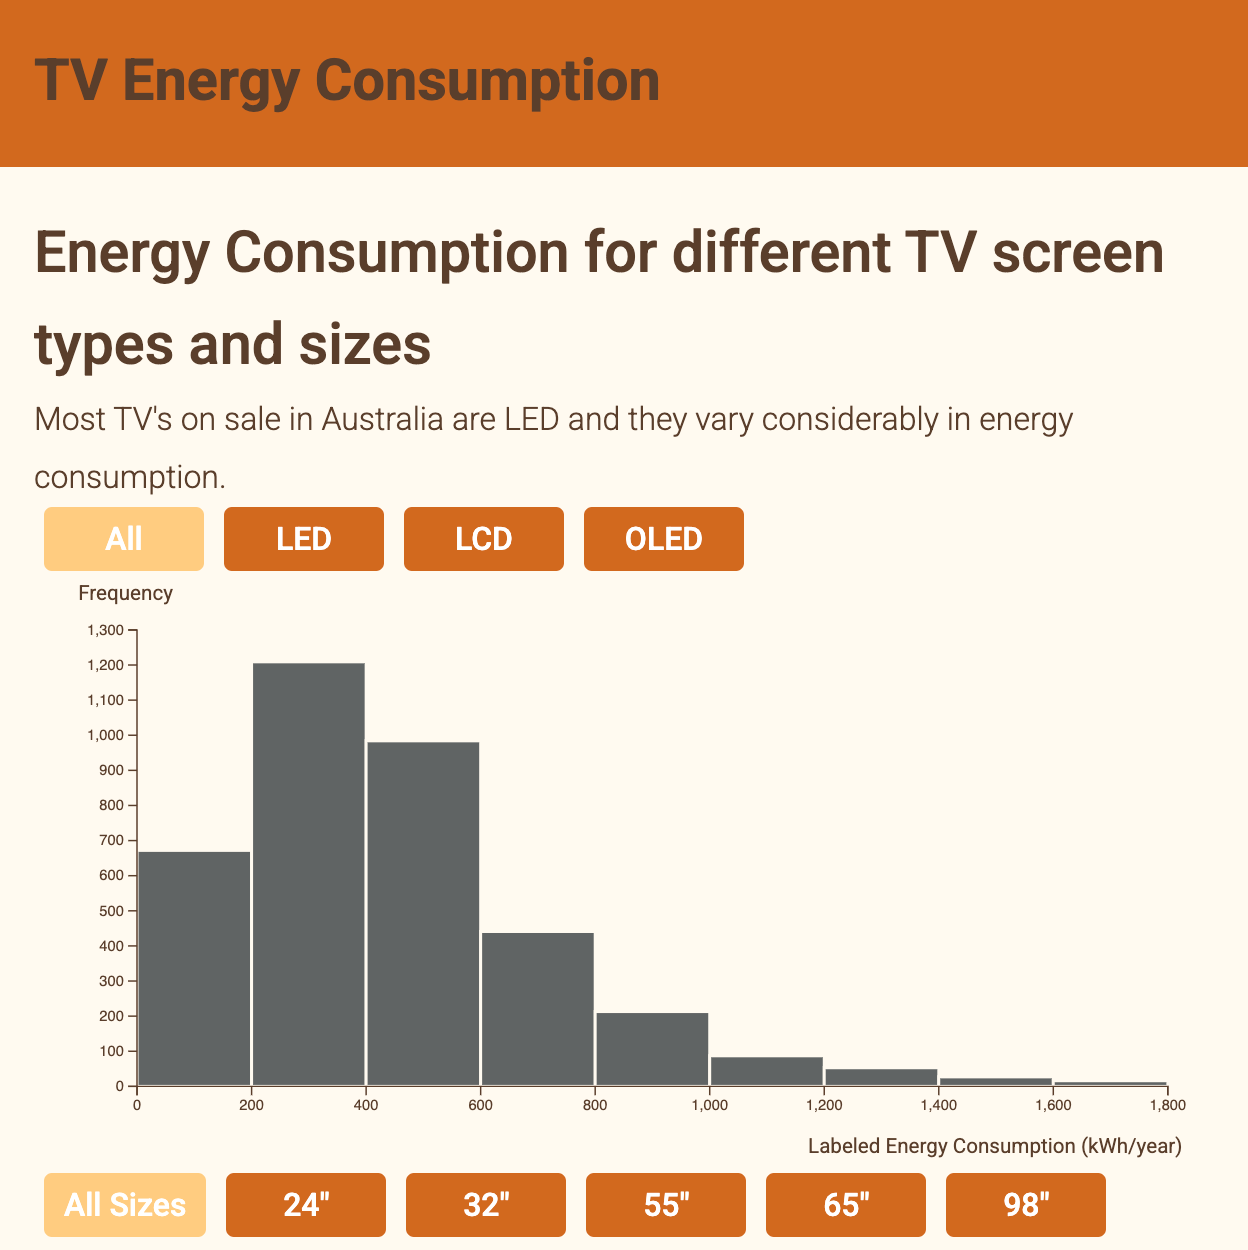 TV Energy Consumption
Energy Consumption for different TV screen
types and sizes
Most TV's on sale in Australia are LED and they vary considerably in energy
consumption.
All LED LCD OLED
Frequency
1,300
1,200
1,100
1,000
900
800
700
600
500
400
300
200
100
0
0 200 400 600 800 1,000 1,200 1,400 1,600 1,800
Labeled Energy Consumption (kWh/year)
All Sizes 24" 32" 55" 65" 98"